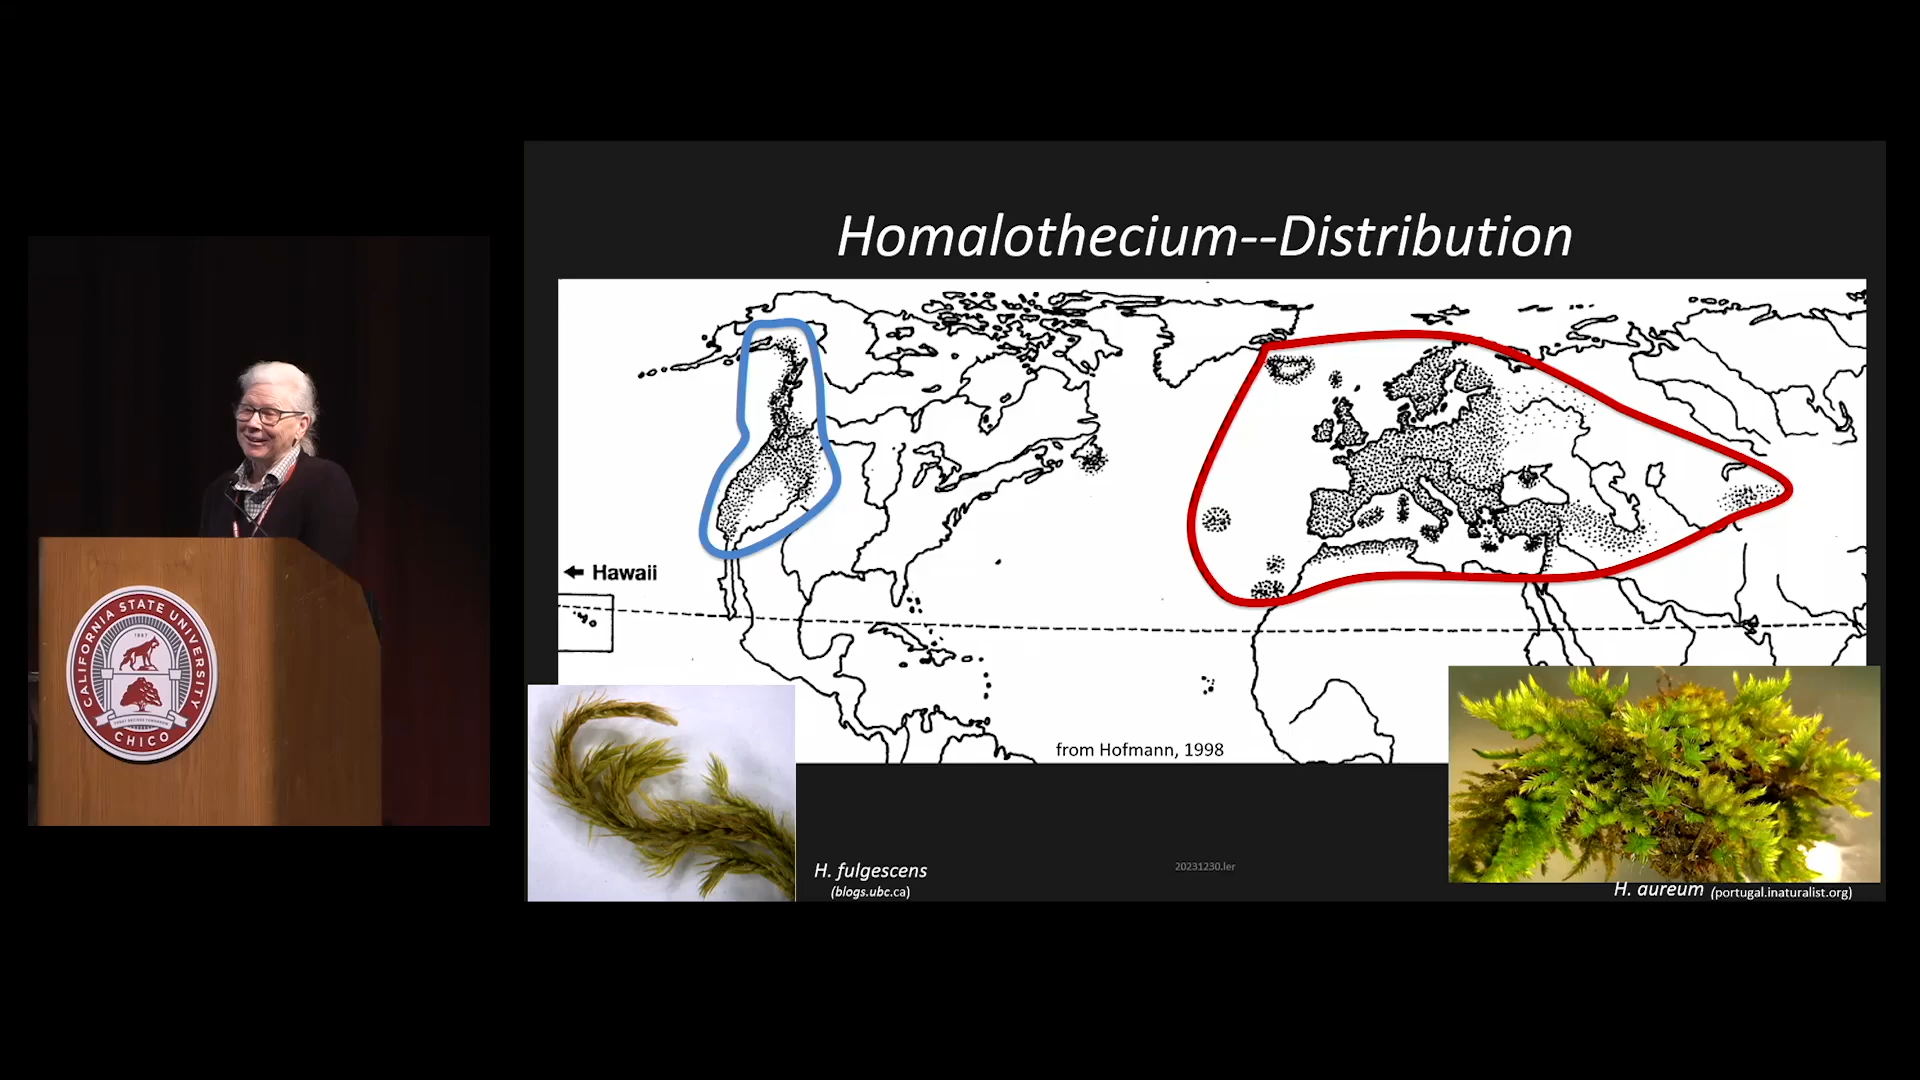 Homalothecium--Distribution
Hawaii
from Hofmann, 1998
H. fulgescens
(blogs.ubc.ca)
20231230.ler
H. aureum (portugal.inaturalist.org)
CALIFORNIA STATE UNIVERSITY
1887
CHICO